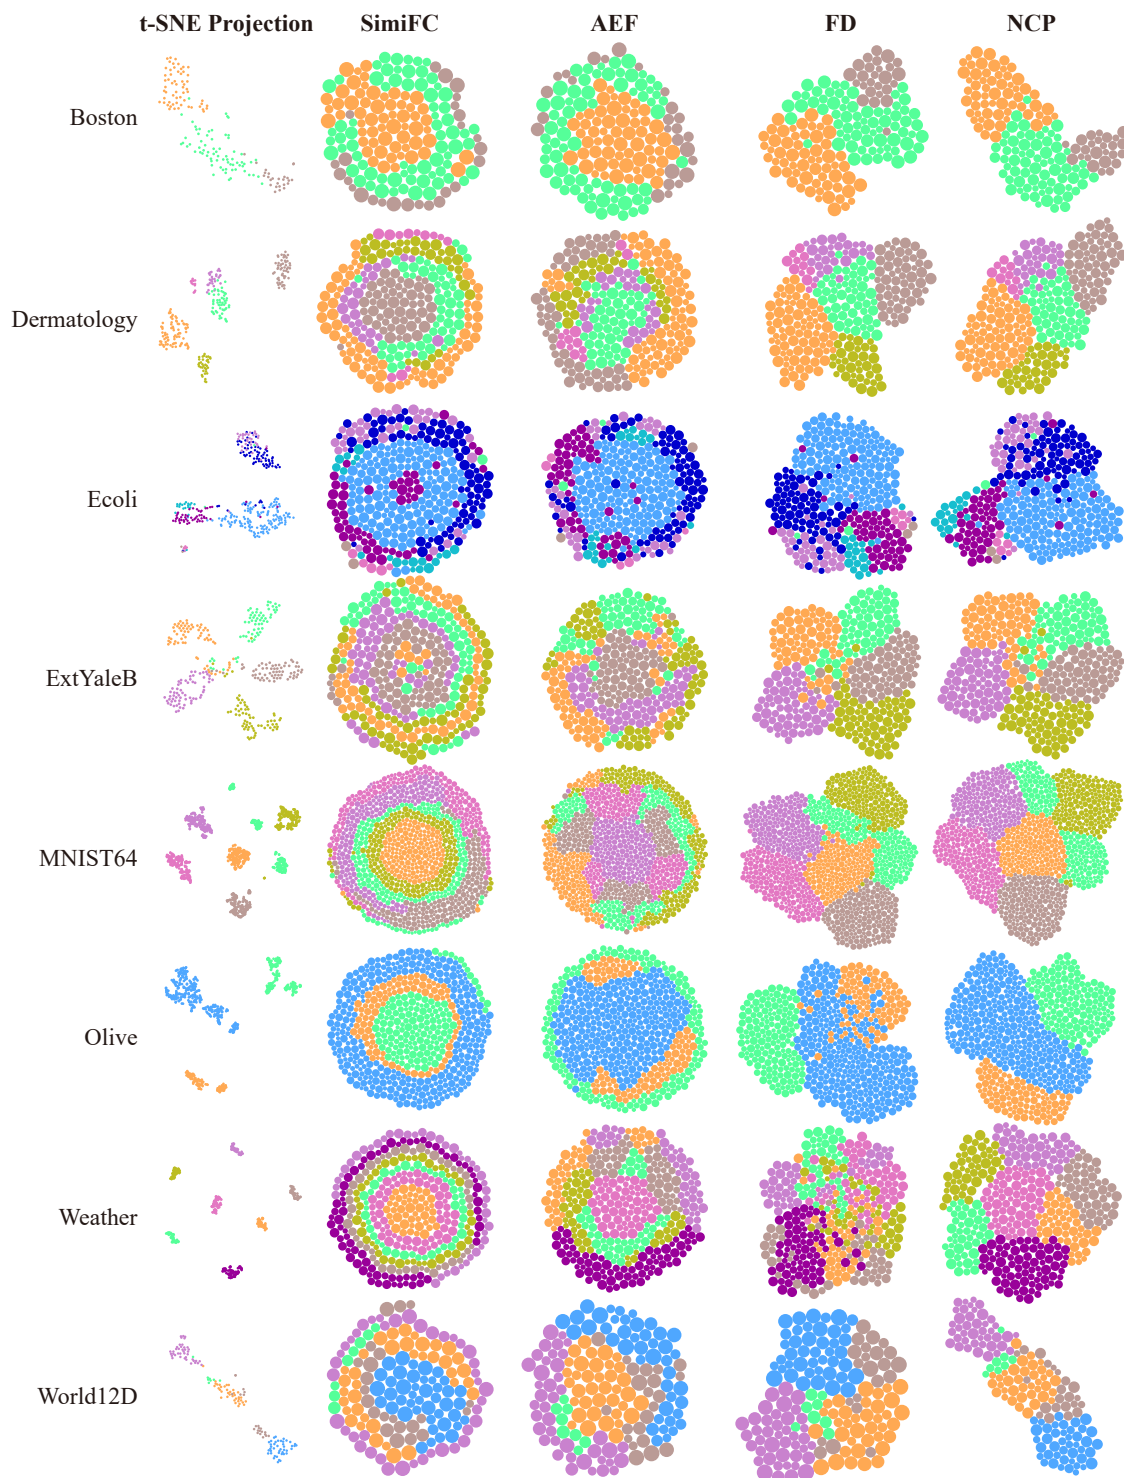 t-SNE Projection SimiFC AEF FD NCP
Boston
Dermatology
Ecoli
ExtYaleB
MNIST64
Olive
Weather
World12D